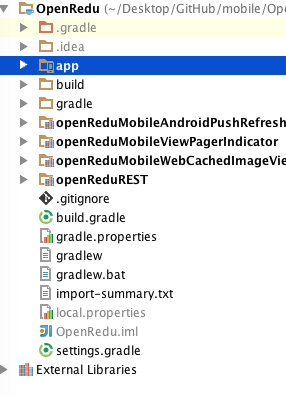 OpenRedu (~/Desktop/GitHub/mobile/Op
.gradle
.idea
app
build
gradle
openReduMobileAndroidPushRefresh
openReduMobileViewPagerIndicator
openReduMobileWebCachedImageVie
openReduREST
.gitignore
build.gradle
gradle.properties
gradlew
gradlew.bat
import-summary.txt
local.properties
OpenRedu.iml
settings.gradle
External Libraries